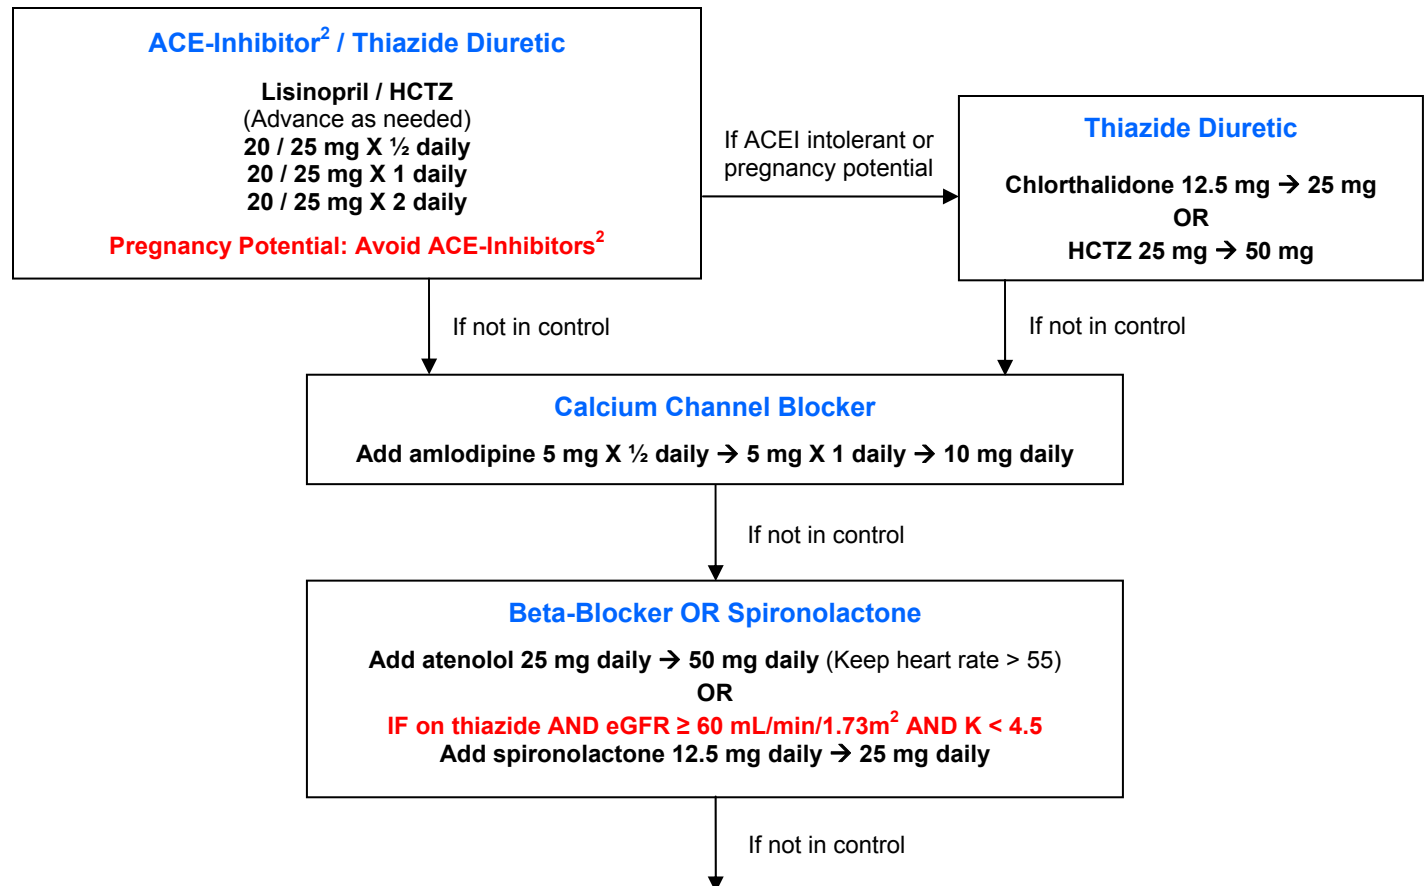 ACE-Inhibitor² / Thiazide Diuretic
Lisinopril / HCTZ
(Advance as needed)
20 / 25 mg X ½ daily
20 / 25 mg X 1 daily
20 / 25 mg X 2 daily
Pregnancy Potential: Avoid ACE-Inhibitors²
If ACEI intolerant or
pregnancy potential
Thiazide Diuretic
Chlorthalidone 12.5 mg → 25 mg
OR
HCTZ 25 mg → 50 mg
If not in control
If not in control
Calcium Channel Blocker
Add amlodipine 5 mg X ½ daily → 5 mg X 1 daily → 10 mg daily
If not in control
Beta-Blocker OR Spironolactone
Add atenolol 25 mg daily → 50 mg daily (Keep heart rate > 55)
OR
IF on thiazide AND eGFR ≥ 60 mL/min/1.73m² AND K < 4.5
Add spironolactone 12.5 mg daily → 25 mg daily
If not in control